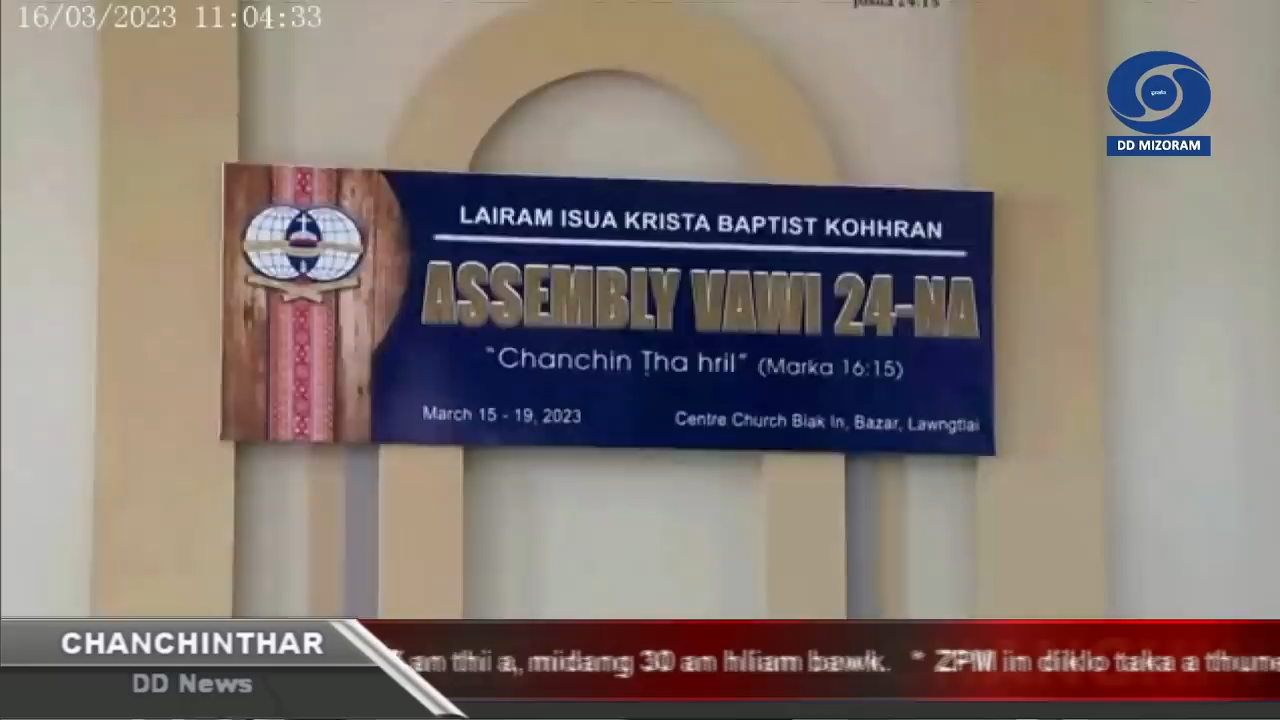 16/03/2023 11:04:33
DD MIZORAM
LAIRAM ISUA KRISTA BAPTIST KOHHRAN
ASSEMBLY VAWI 24-NA
"Chanchin Ṭha hril" (Marka 16:15)
March 15 - 19, 2023
Centre Church Biak In, Bazar, Lawngtlai
CHANCHINTHAR
DD News
an thi a, midang 30 an hliam bawk. * ZPM in diklo taka a